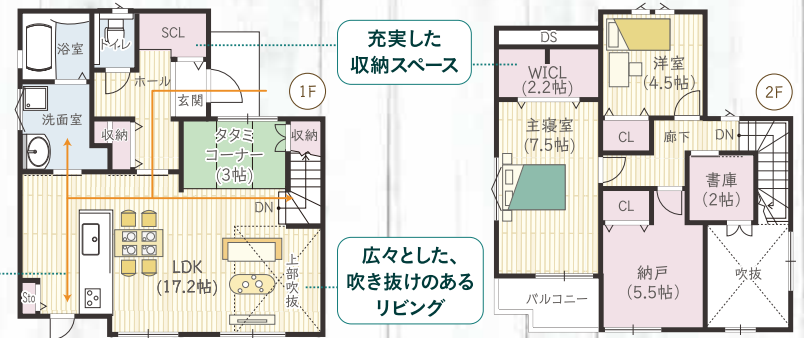 浴室
トイレ
SCL
ホール
玄関
洗面室
収納
タタミ
コーナー
(3帖)
収納
1F
DN
LDK
(17.2帖)
上部吹抜
Sto
充実した
収納スペース
広々とした、
吹き抜けのある
リビング
DS
WICL
(2.2帖)
洋室
(4.5帖)
2F
主寝室
(7.5帖)
CL
廊下
DN
書庫
(2帖)
CL
納戸
(5.5帖)
吹抜
バルコニー